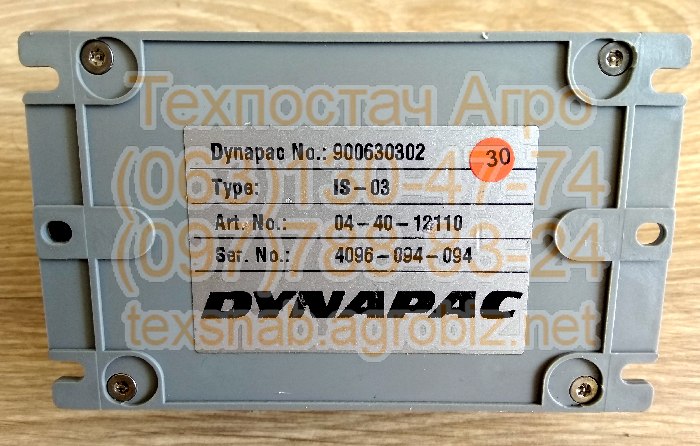 Техпостач Агро
Dynapac No.: 900630302
30
(063)130-47-74
Type: IS-03
Art. No.: 04-40-12110
(097)788-88-24
Ser. No.: 4096-094-094
DYNAPAC
texsnab.agrobiz.net